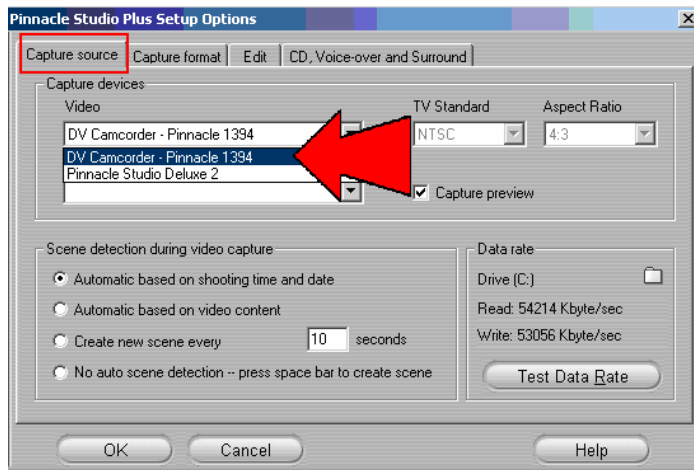 Pinnacle Studio Plus Setup Options
Capture source Capture format Edit CD, Voice-over and Surround
Capture devices
Video TV Standard Aspect Ratio
DV Camcorder - Pinnacle 1394 NTSC 4:3
DV Camcorder - Pinnacle 1394
Pinnacle Studio Deluxe 2
Capture preview
Scene detection during video capture
Automatic based on shooting time and date
Automatic based on video content
Create new scene every 10 seconds
No auto scene detection -- press space bar to create scene
Data rate
Drive (C:)
Read: 54214 Kbyte/sec
Write: 53056 Kbyte/sec
Test Data Rate
OK Cancel Help